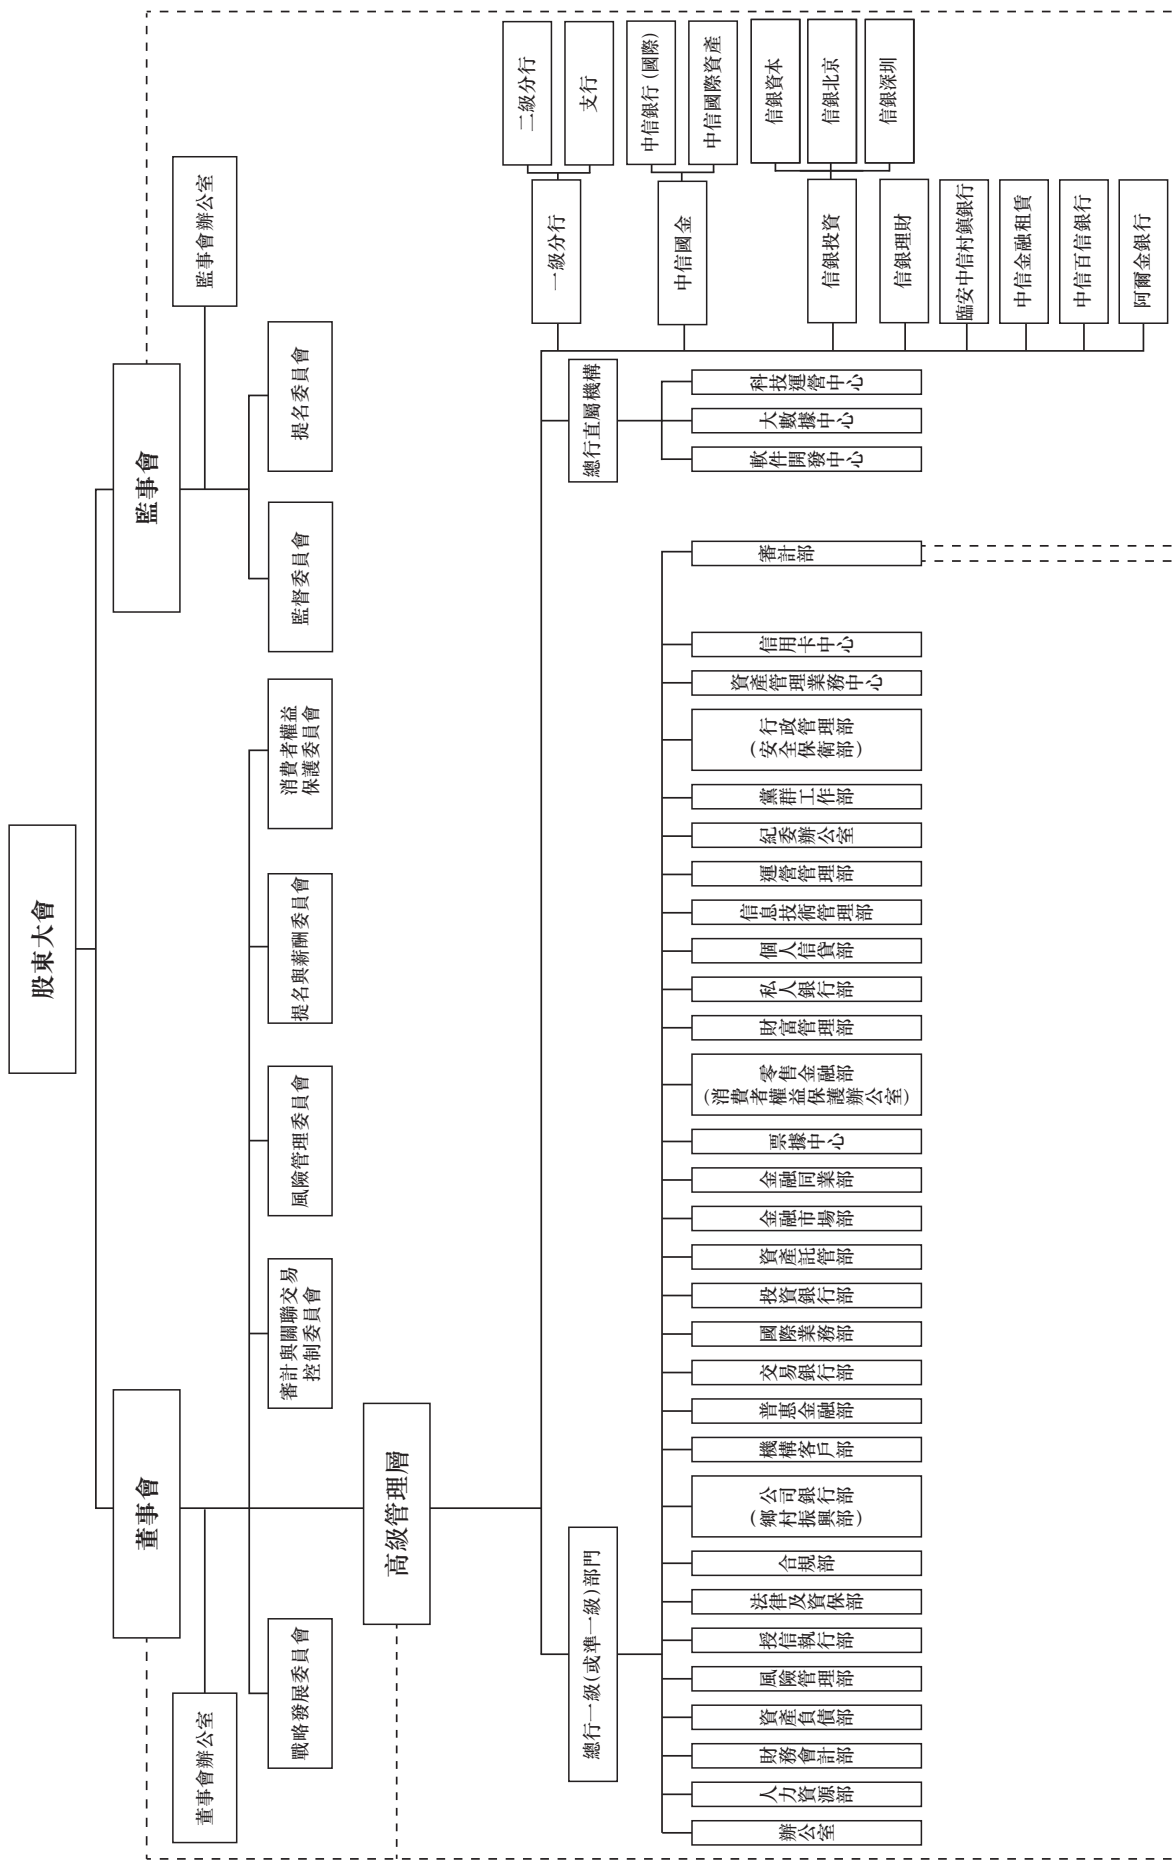 股東大會
董事會
監事會
董事會辦公室
監事會辦公室
戰略發展委員會
審計與關聯交易
控制委員會
風險管理委員會
提名與薪酬委員會
消費者權益
保護委員會
監督委員會
提名委員會
高級管理層
總行一級(或準一級)部門
總行直屬機構
辦公室
人力資源部
財務會計部
資產負債部
風險管理部
授信執行部
法律及資保部
合規部
公司銀行部
(鄉村振興部)
機構客戶部
普惠金融部
交易銀行部
國際業務部
投資銀行部
資產託管部
金融市場部
金融同業部
票據中心
零售金融部
(消費者權益保護辦公室)
財富管理部
私人銀行部
個人信貸部
信息技術管理部
運營管理部
紀委辦公室
黨群工作部
行政管理部
(安全保衛部)
資產管理業務中心
信用卡中心
審計部
軟件開發中心
大數據中心
科技運營中心
一級分行
二級分行
支行
中信國金
中信銀行(國際)
中信國際資產
信銀投資
信銀資本
信銀北京
信銀深圳
信銀理財
臨安中信村鎮銀行
中信金融租賃
中信百信銀行
阿爾金銀行